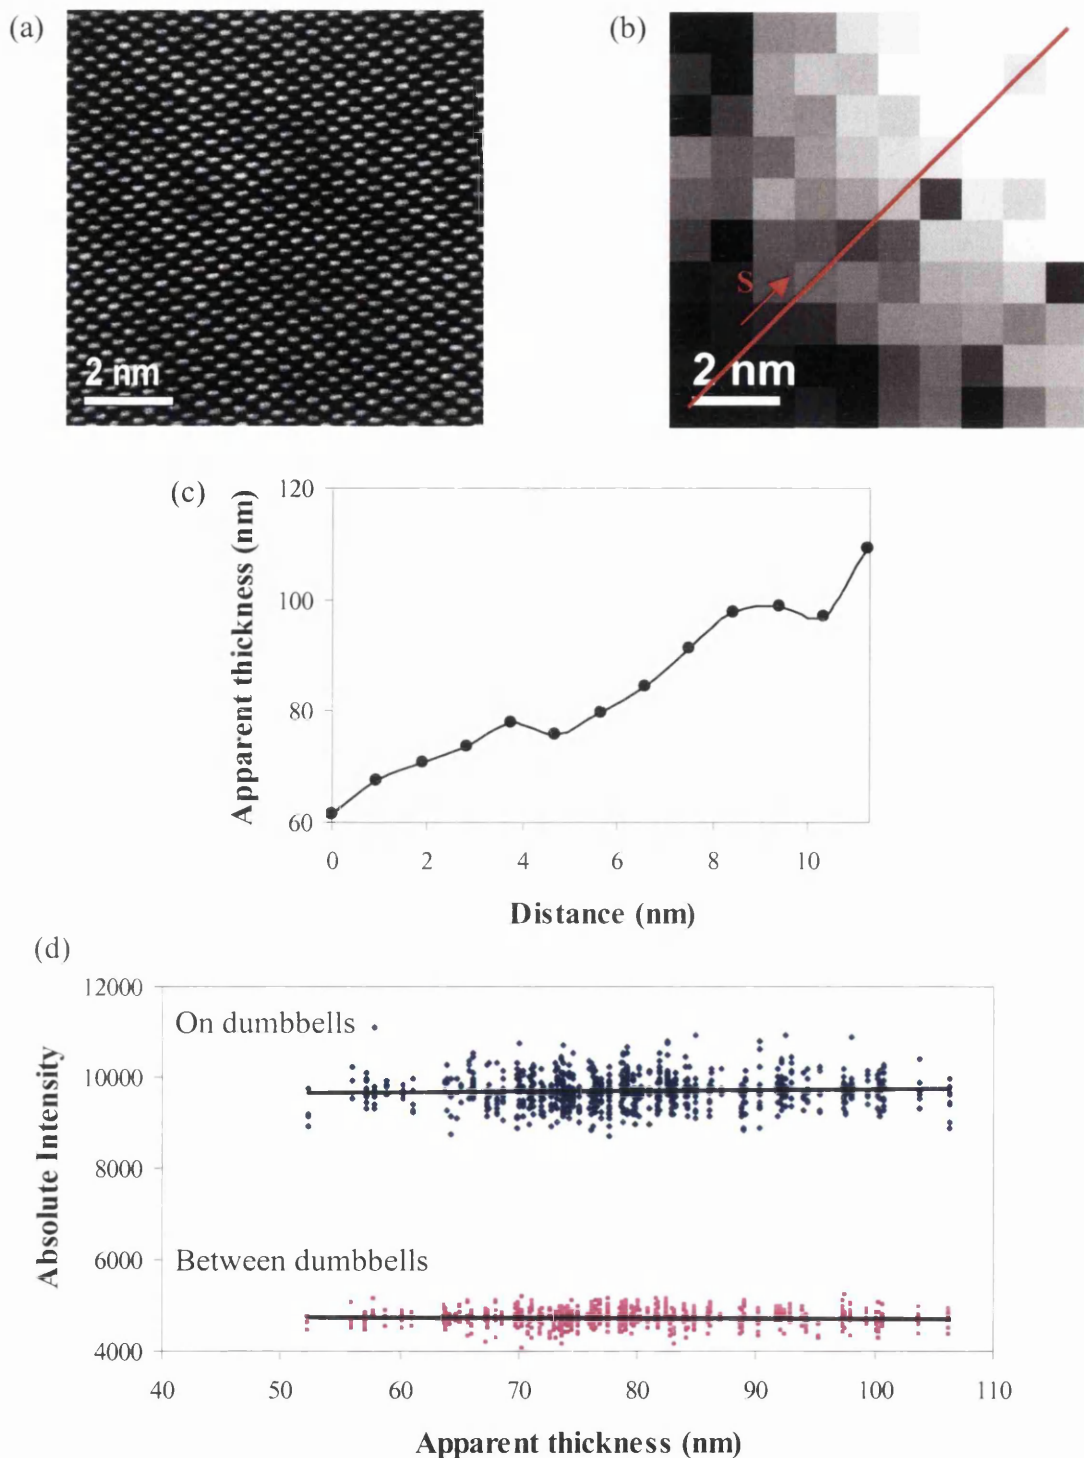 (a)
2 nm
(b)
S
2 nm
(c)
Apparent thickness (nm)
120
100
80
60
0 2 4 6 8 10
Distance (nm)
(d)
Absolute Intensity
12000
10000
8000
6000
4000
On dumbbells
Between dumbbells
40 50 60 70 80 90 100 110
Apparent thickness (nm)